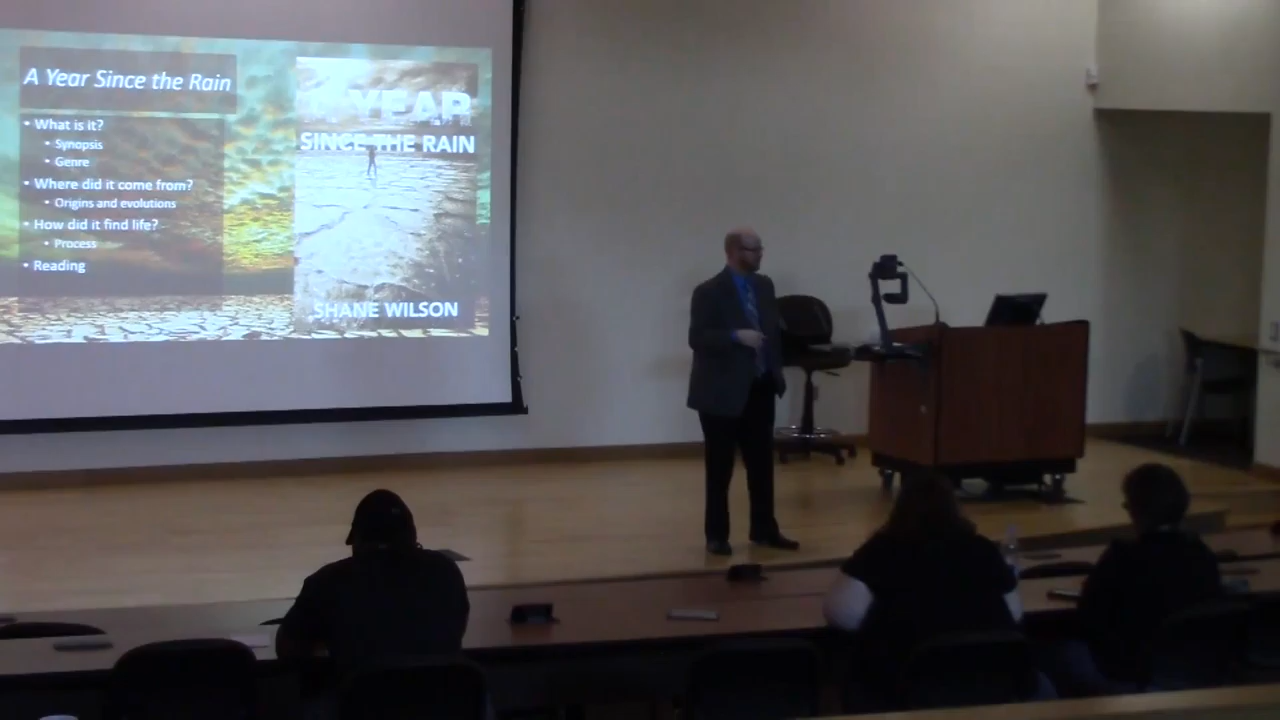 A Year Since the Rain
• What is it?
• Synopsis
• Genre
• Where did it come from?
• Origins and evolutions
• How did it find life?
• Process
• Reading
A YEAR
SINCE THE RAIN
SHANE WILSON